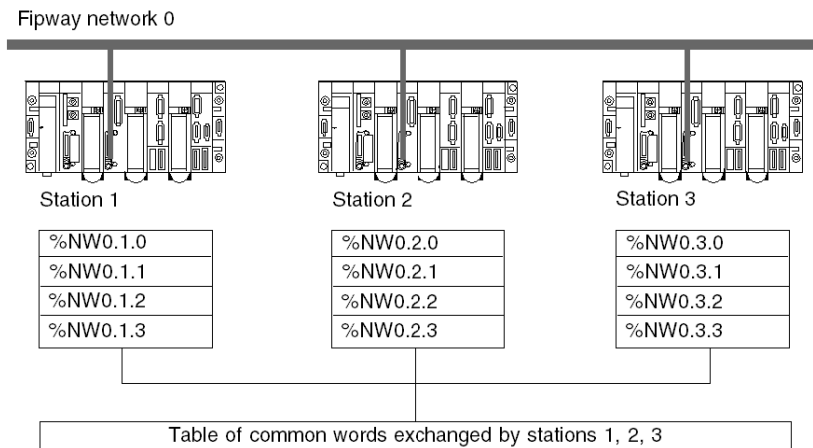 Fipway network 0
Station 1
Station 2
Station 3
%NW0.1.0
%NW0.2.0
%NW0.3.0
%NW0.1.1
%NW0.2.1
%NW0.3.1
%NW0.1.2
%NW0.2.2
%NW0.3.2
%NW0.1.3
%NW0.2.3
%NW0.3.3
Table of common words exchanged by stations 1, 2, 3